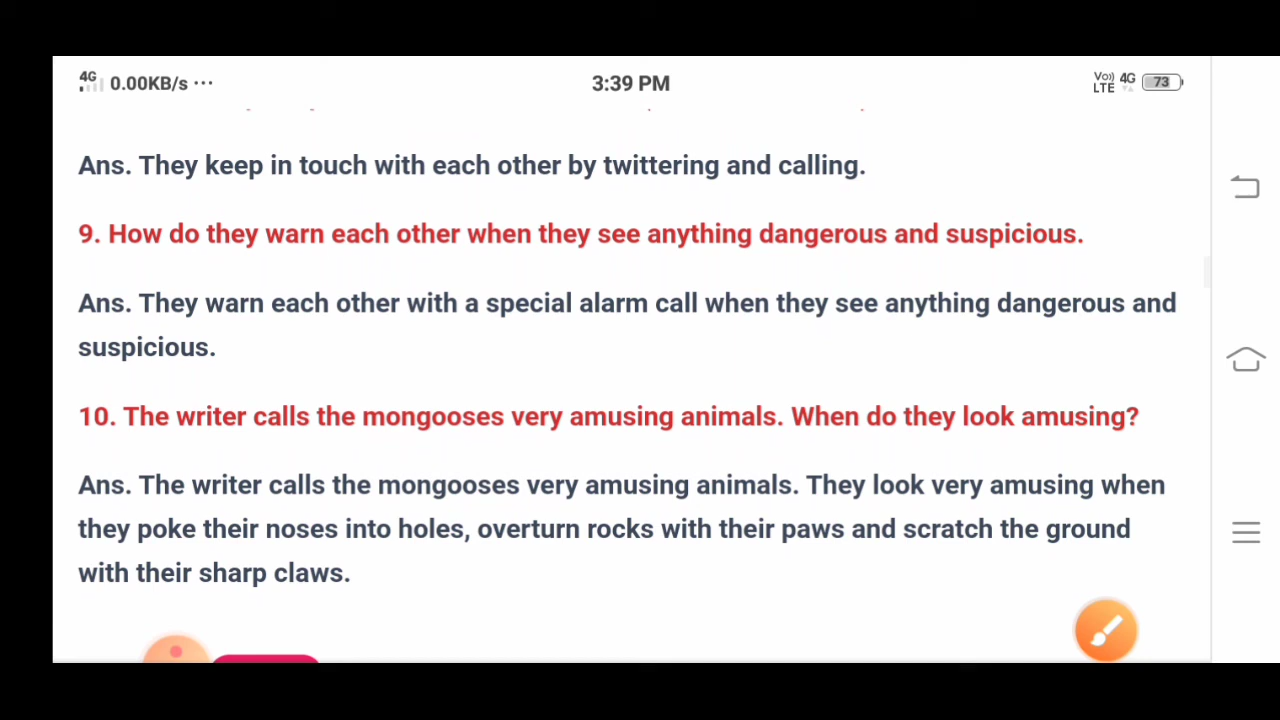 4G 0.00KB/s ... 3:39 PM Vo)) LTE 4G 73
Ans. They keep in touch with each other by twittering and calling.
9. How do they warn each other when they see anything dangerous and suspicious.
Ans. They warn each other with a special alarm call when they see anything dangerous and
suspicious.
10. The writer calls the mongooses very amusing animals. When do they look amusing?
Ans. The writer calls the mongooses very amusing animals. They look very amusing when
they poke their noses into holes, overturn rocks with their paws and scratch the ground
with their sharp claws.